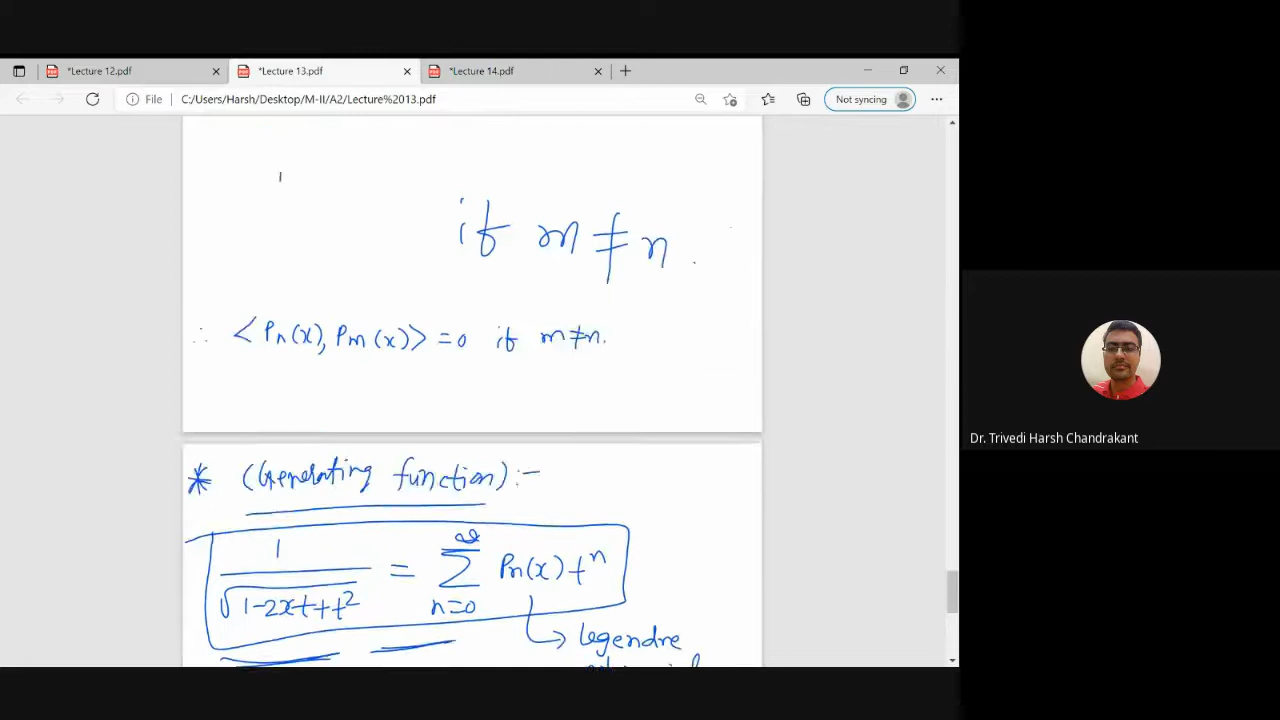 *Lecture 12.pdf
*Lecture 13.pdf
*Lecture 14.pdf
File
C:/Users/Harsh/Desktop/M-II/A2/Lecture%2013.pdf
Not syncing
if m ≠ n.
∴ <Pn(x), Pm(x)> = 0 if m≠n.
* (Generating function) :-
1/√(1-2xt+t²) = ∑_{n=0}^{∞} Pn(x) tⁿ
↳ legendre
Dr. Trivedi Harsh Chandrakant